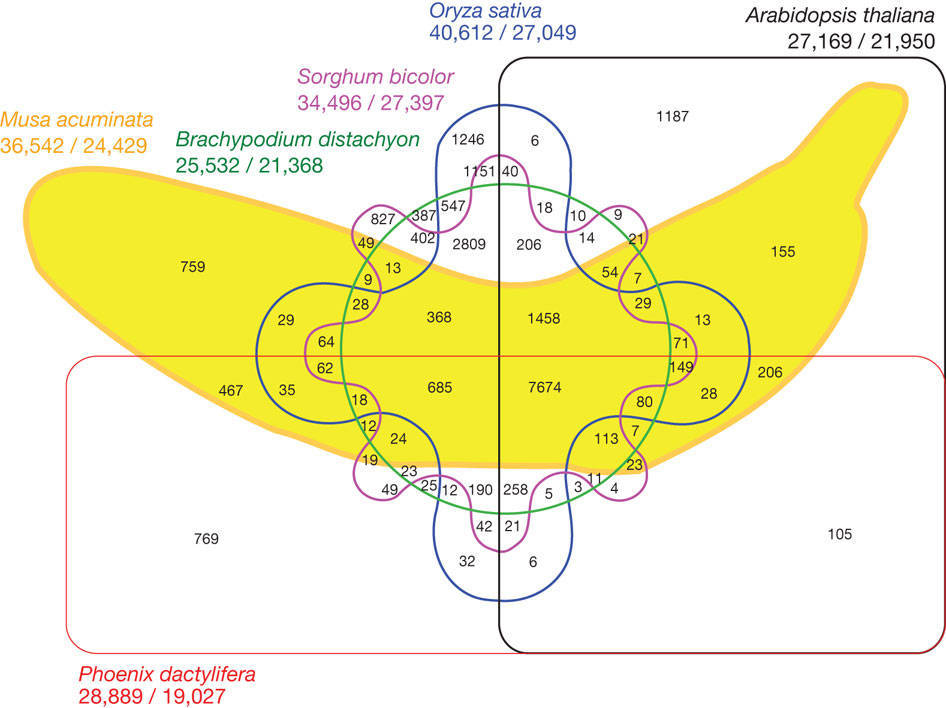 Oryza sativa
40,612 / 27,049
Arabidopsis thaliana
27,169 / 21,950
Sorghum bicolor
34,496 / 27,397
Musa acuminata
36,542 / 24,429
Brachypodium distachyon
25,532 / 21,368
1187
1246 6
1151 40
827 387 547 18 10 9
49 402 2809 206 14 21
759 13 54 155
9 7
28 29
29 368 1458 13
64 71
62 149 206
467 35 685 7674 28
18 80
12 24 113 7
19 23 23
49 25 12 190 258 5 3 11 4
42 21
769 105
32 6
Phoenix dactylifera
28,889 / 19,027